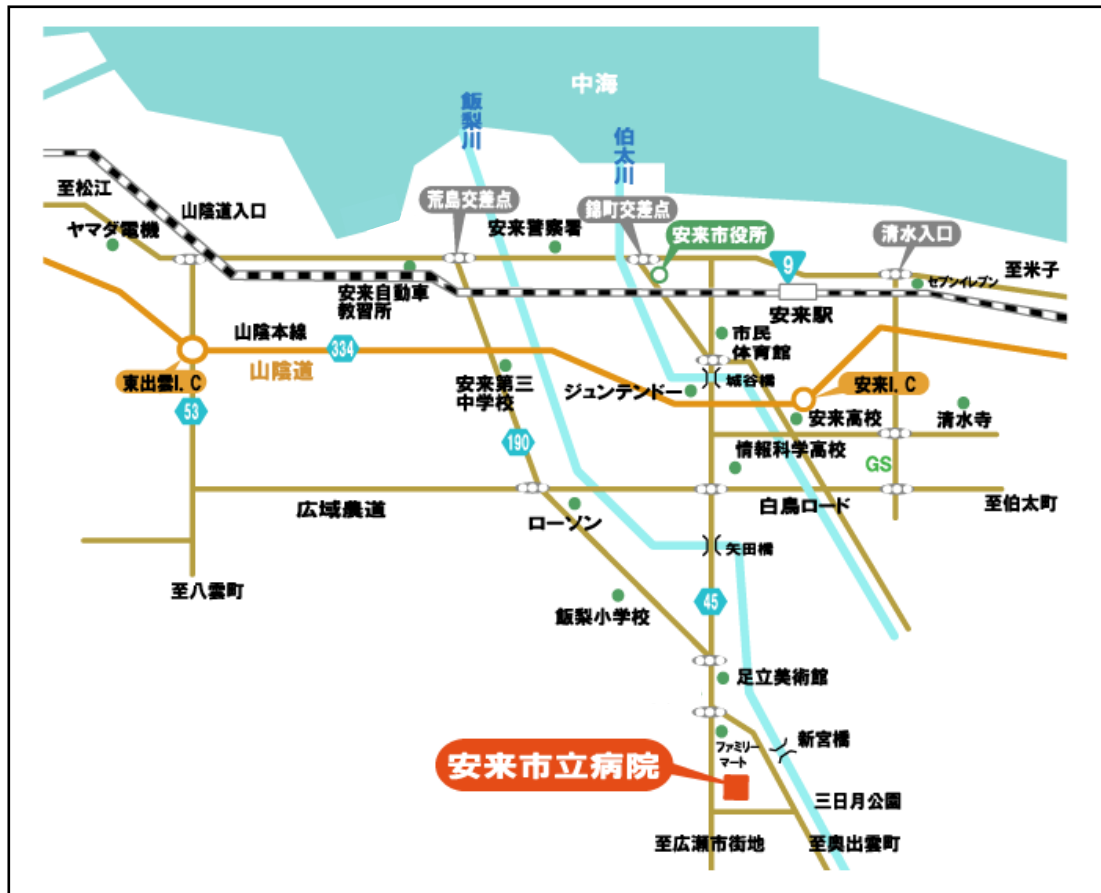 中海
飯梨川
伯太川
至松江
山陰道入口
荒島交差点
錦町交差点
ヤマダ電機
安来警察署
安来市役所
清水入口
9
至米子
セブンイレブン
安来自動車
教習所
安来駅
山陰本線
334
市民
体育館
山陰道
東出雲I.C
安来第三
中学校
ジュンテンドー
城谷橋
安来I.C
53
安来高校
清水寺
190
情報科学高校
GS
広域農道
ローソン
白鳥ロード
至伯太町
矢田橋
至八雲町
飯梨小学校
45
足立美術館
ファミリー
マート
新宮橋
安来市立病院
三日月公園
至広瀬市街地
至奥出雲町